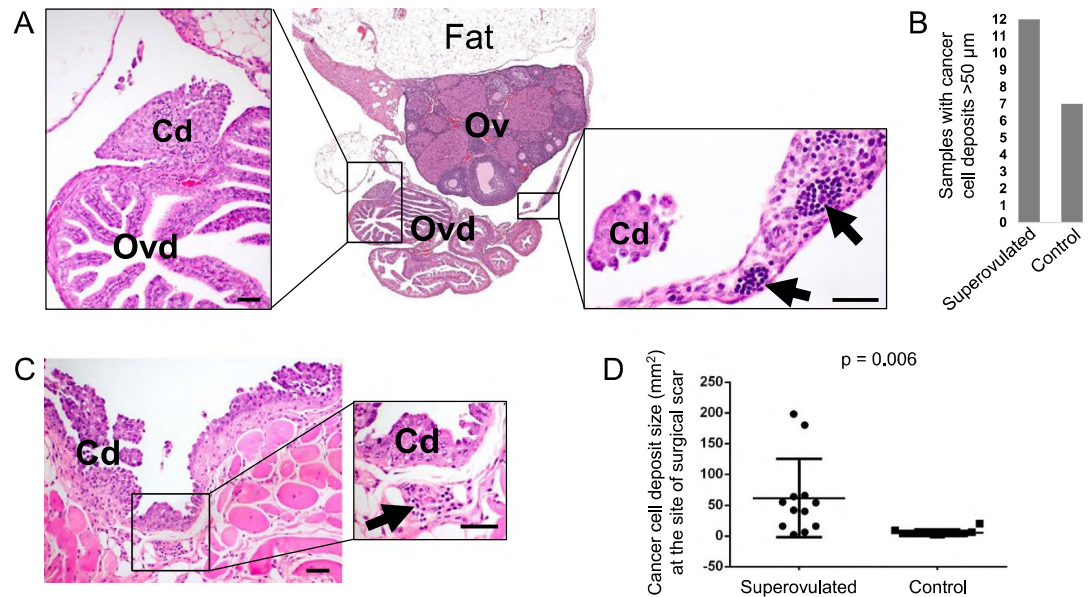 A
Cd
Ovd
Fat
Ov
Ovd
Cd
B
Samples with cancer
cell deposits >50 µm
12
11
10
9
8
7
6
5
4
3
2
1
0
Superovulated
Control
C
Cd
Cd
D
p = 0.006
Cancer cell deposit size (mm²)
at the site of surgical scar
250
200
150
100
50
0
-50
Superovulated
Control